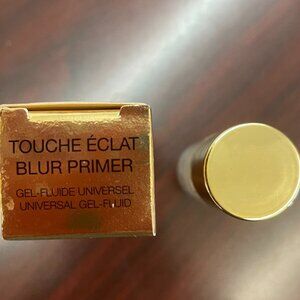 TOUCHE ÉCLAT
BLUR PRIMER
GEL-FLUIDE UNIVERSEL
UNIVERSAL GEL-FLUID